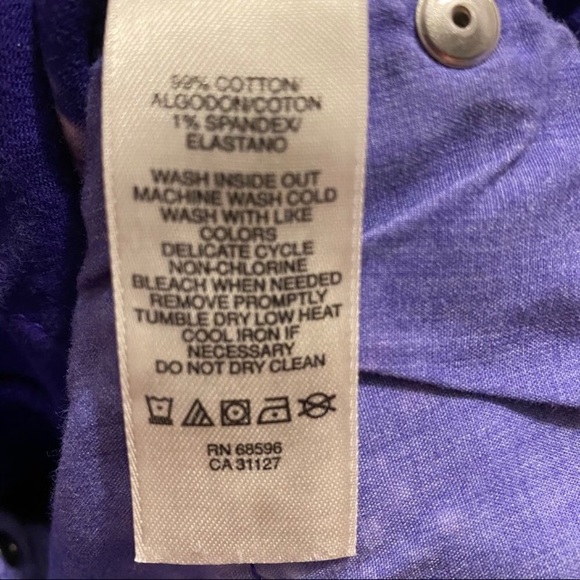 99% COTTON/
ALGODON/COTON
1% SPANDEX/
ELASTANO
WASH INSIDE OUT
MACHINE WASH COLD
WASH WITH LIKE
COLORS
DELICATE CYCLE
NON-CHLORINE
BLEACH WHEN NEEDED
REMOVE PROMPTLY
TUMBLE DRY LOW HEAT
COOL IRON IF
NECESSARY
DO NOT DRY CLEAN
RN 68596
CA 31127